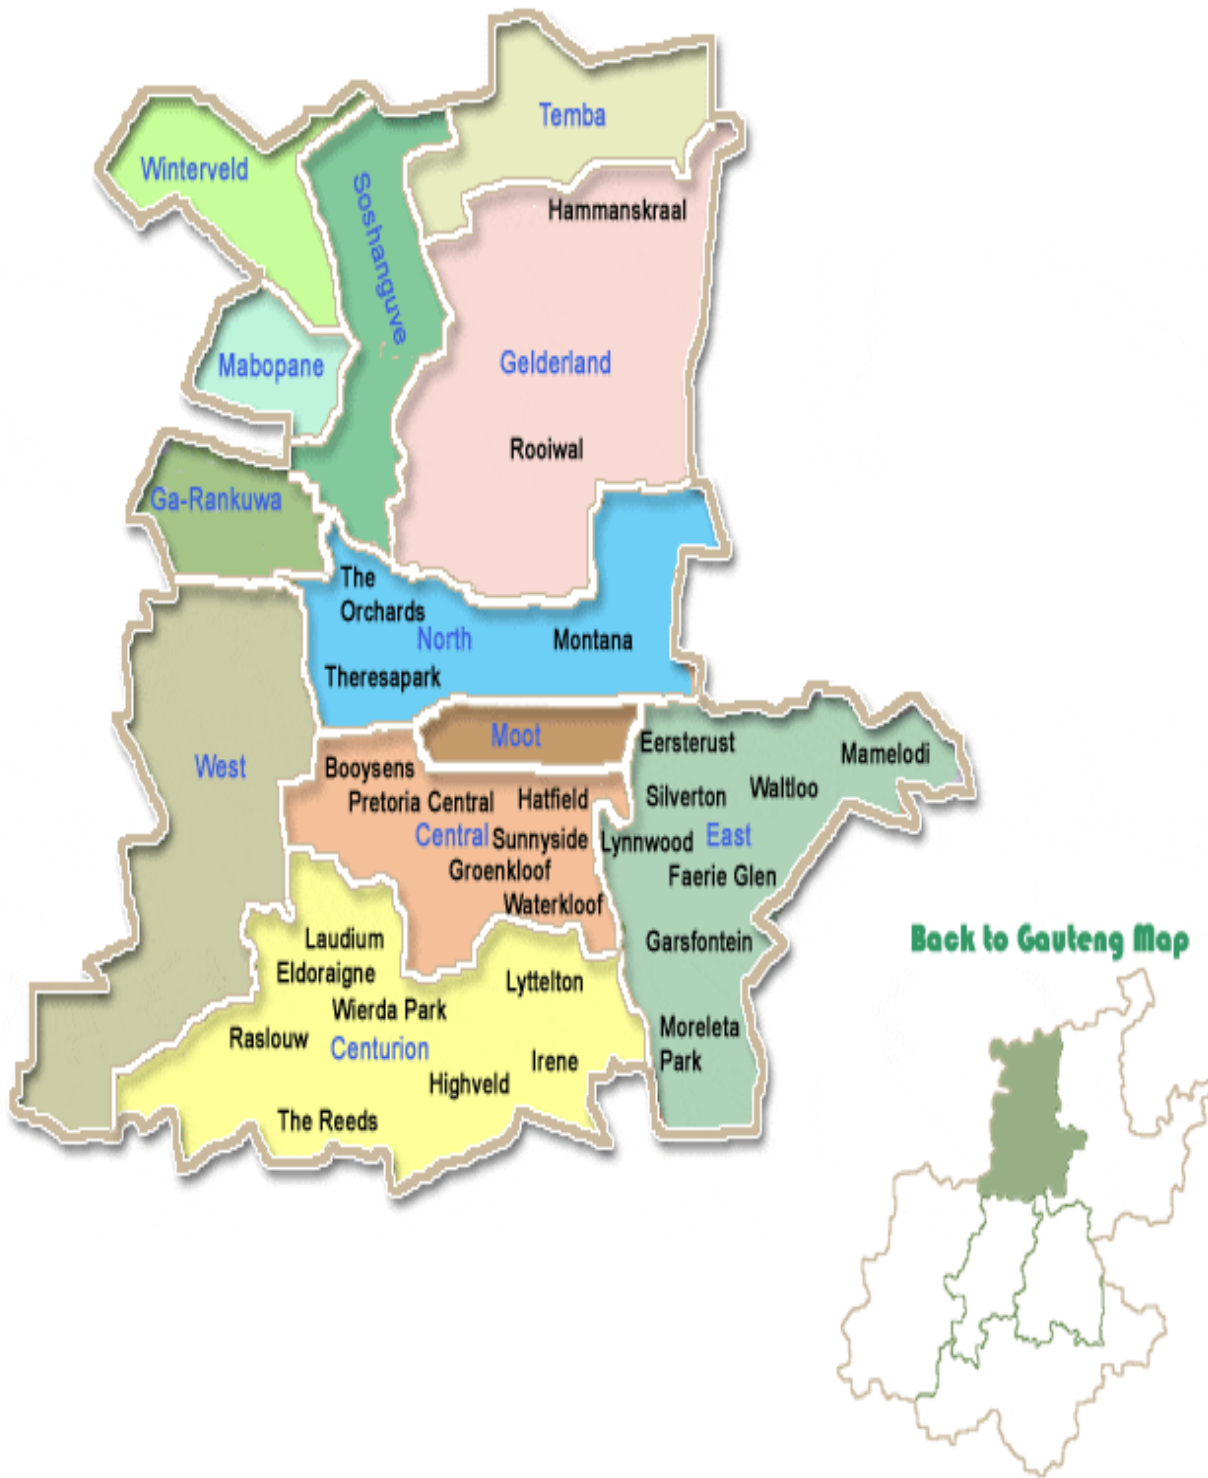 Temba
Winterveld
Soshanguve
Hammanskraal
Mabopane
Gelderland
Rooiwal
Ga-Rankuwa
The
Orchards
North
Montana
Theresapark
Moot
West
Booysens
Pretoria Central
Hatfield
Central
Sunnyside
Groenkloof
Waterkloof
Eersterust
Mamelodi
Silverton
Waltloo
Lynnwood
East
Faerie Glen
Garsfontein
Moreleta
Park
Laudium
Eldoraigne
Lyttelton
Wierda Park
Raslouw
Centurion
Irene
Highveld
The Reeds
Back to Gauteng Map